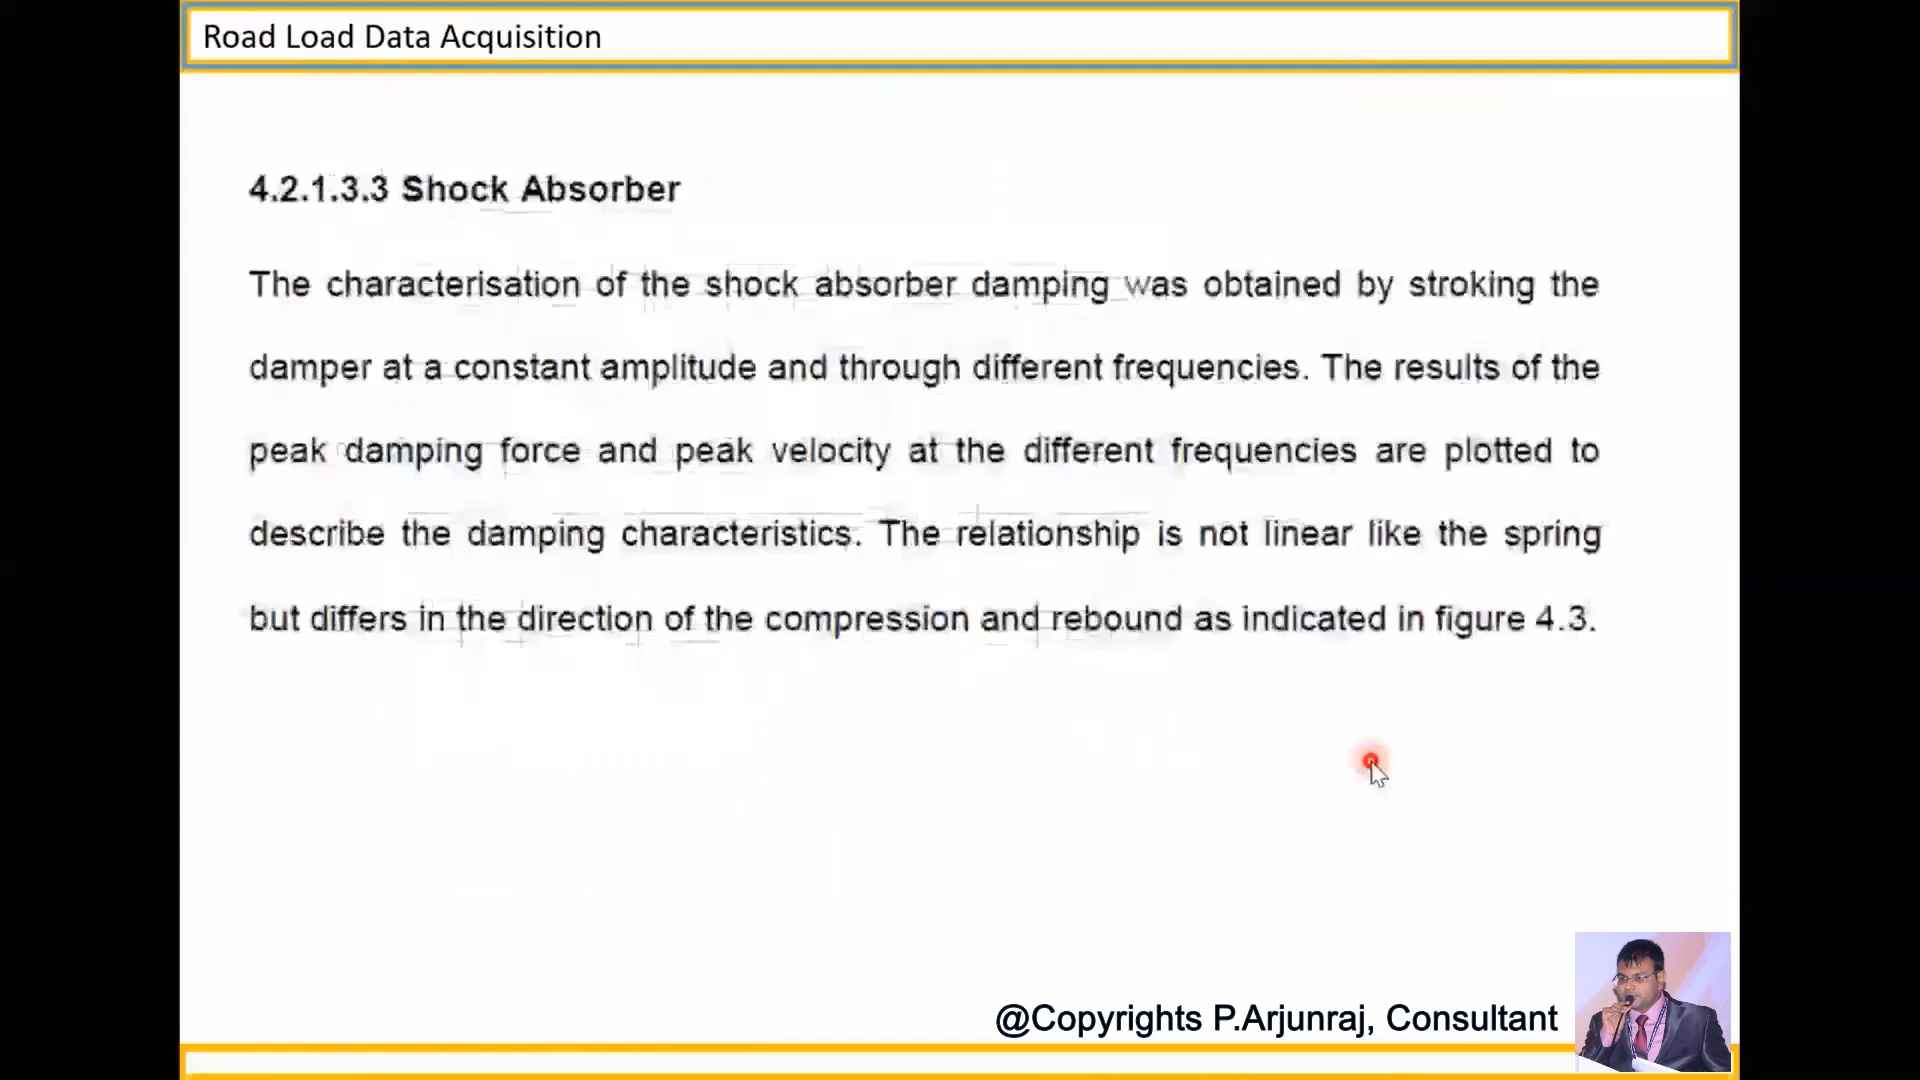 Road Load Data Acquisition
4.2.1.3.3 Shock Absorber
The characterisation of the shock absorber damping was obtained by stroking the
damper at a constant amplitude and through different frequencies. The results of the
peak damping force and peak velocity at the different frequencies are plotted to
describe the damping characteristics. The relationship is not linear like the spring
but differs in the direction of the compression and rebound as indicated in figure 4.3.
@Copyrights P.Arjunraj, Consultant